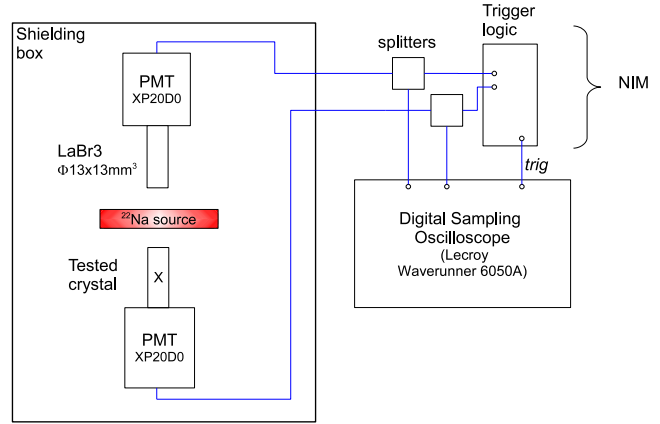 Shielding
box
PMT
XP20D0
LaBr3
Φ13x13mm³
²²Na source
Tested
crystal
X
PMT
XP20D0
splitters
Trigger
logic
NIM
trig
Digital Sampling
Oscilloscope
(Lecroy
Waverunner 6050A)